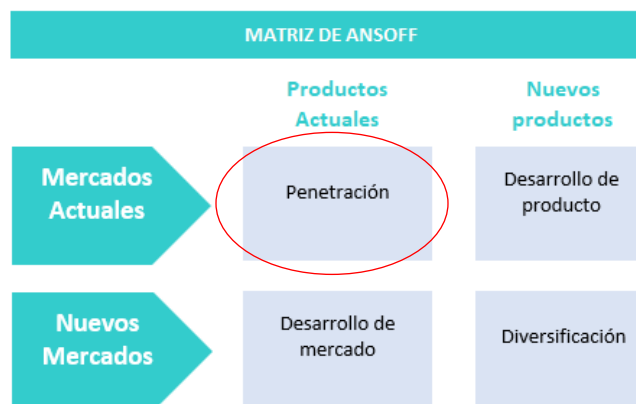 MATRIZ DE ANSOFF
Productos
Actuales
Nuevos
productos
Mercados
Actuales
Penetración
Desarrollo de
producto
Nuevos
Mercados
Desarrollo de
mercado
Diversificación